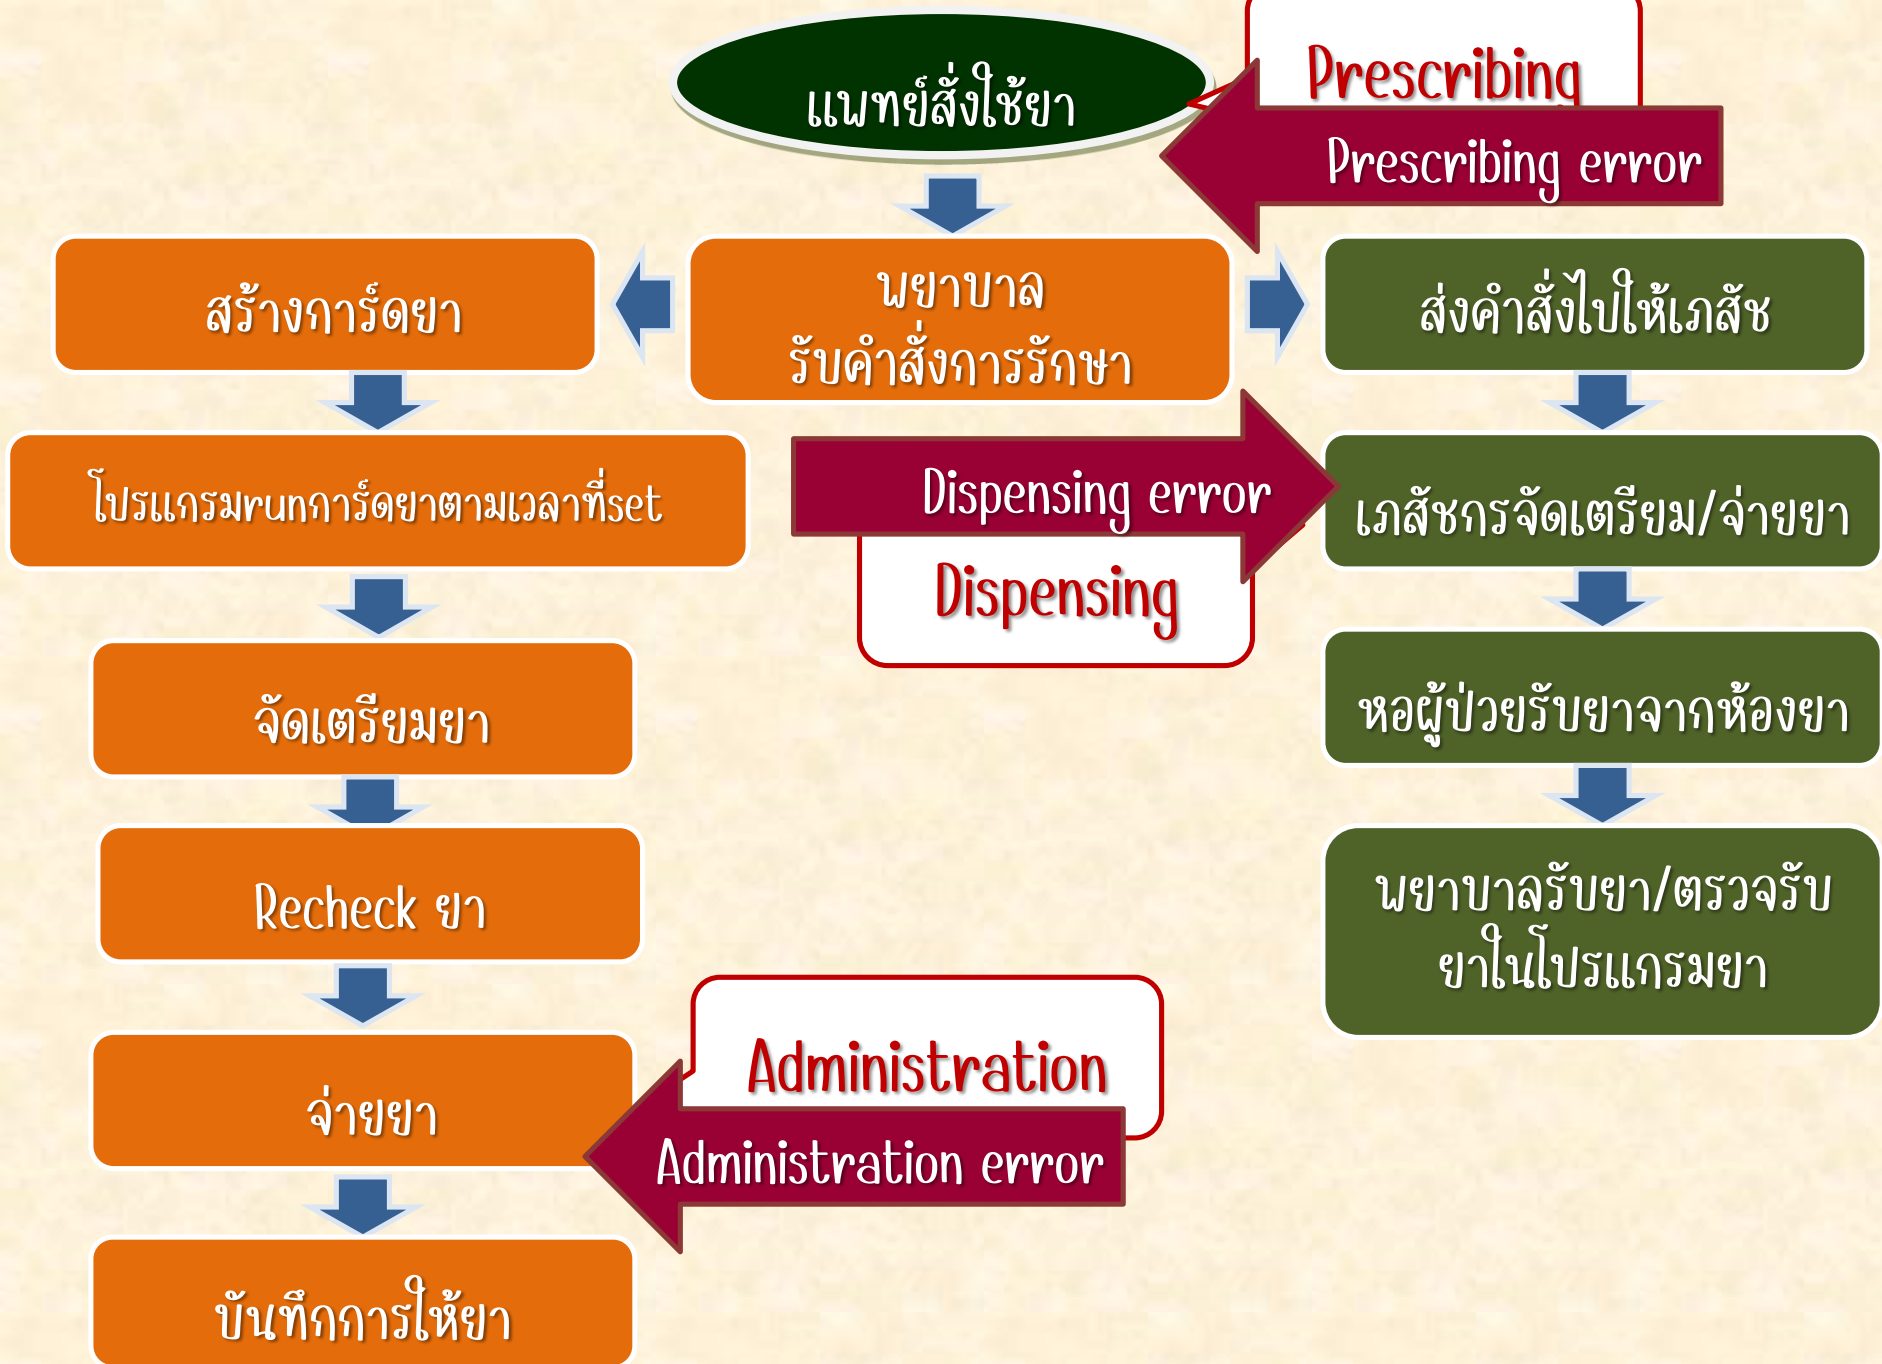 แพทย์สั่งใช้ยา
Prescribing
Prescribing error
สร้างการ์ดยา
พยาบาล
รับคำสั่งการรักษา
ส่งคำสั่งไปให้เภสัช
โปรแกรมrunการ์ดยาตามเวลาที่set
Dispensing error
Dispensing
เภสัชกรจัดเตรียม/จ่ายยา
จัดเตรียมยา
หอผู้ป่วยรับยาจากห้องยา
Recheck ยา
พยาบาลรับยา/ตรวจรับ
ยาในโปรแกรมยา
จ่ายยา
Administration
Administration error
บันทึกการให้ยา